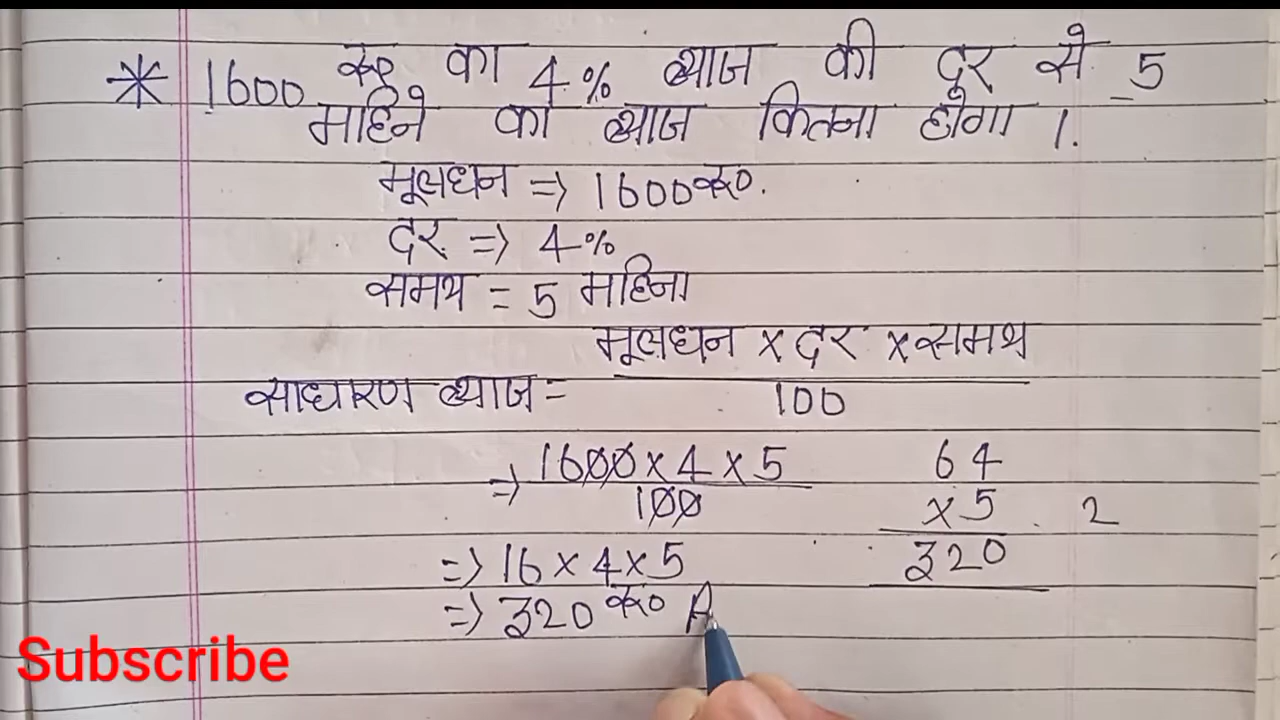 * 1600 रू० का 4% ब्याज की दर से 5
महिने का ब्याज कितना होगा ।.
मूलधन => 1600रू०.
दर => 4%
समय = 5 महिना
मूलधन x दर x समय
साधारण ब्याज =
100
=> 1600 x 4 x 5
100
64
x 5 2
320
=> 16 x 4 x 5
=> 320 रू० A
Subscribe